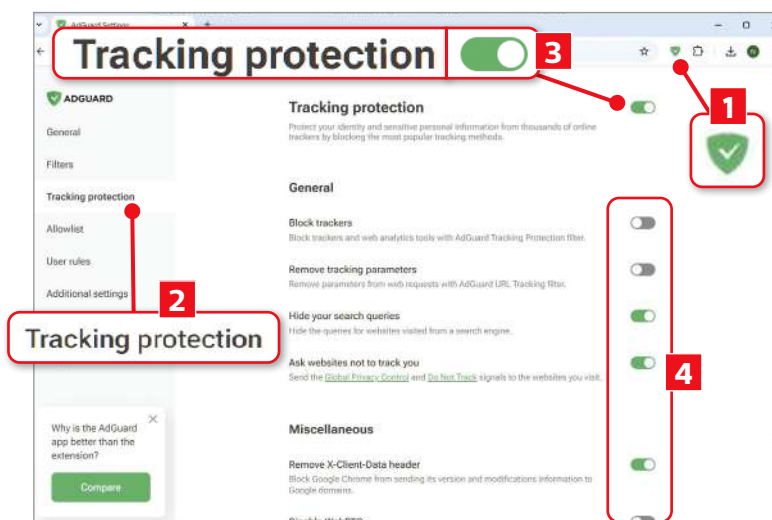 AdGuard Settings
Tracking protection
3
1
ADGUARD
Tracking protection
Protect your identity and sensitive personal information from thousands of online
trackers by blocking the most popular tracking methods.
General
Filters
Tracking protection
Allowlist
User rules
Additional settings
2
Tracking protection
General
Block trackers
Block trackers and web analytics tools with AdGuard Tracking Protection filter.
Remove tracking parameters
Remove parameters from web requests with AdGuard URL Tracking filter.
Hide your search queries
Hide the queries for websites visited from a search engine.
Ask websites not to track you
Send the Global Privacy Control and Do Not Track signals to the websites you visit.
4
Miscellaneous
Remove X-Client-Data header
Block Google Chrome from sending its version and modifications information to
Google domains.
Disable WebRTC
Why is the AdGuard
app better than the
extension?
Compare